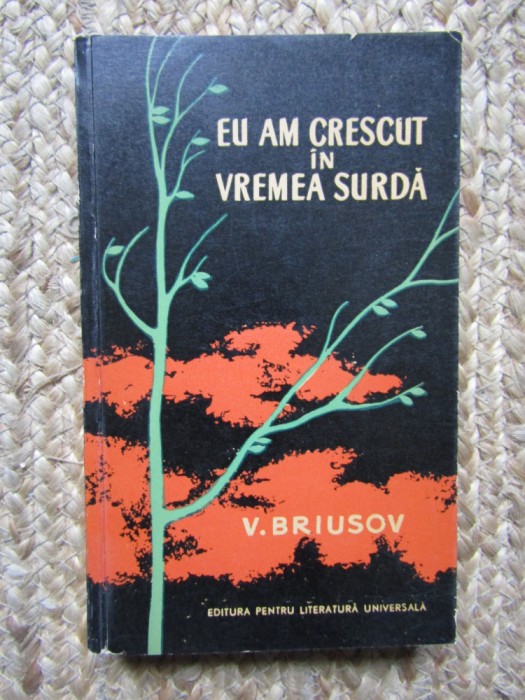 EU AM CRESCUT
ÎN
VREMEA SURDĂ
V. BRIUSOV
EDITURA PENTRU LITERATURĂ UNIVERSALĂ